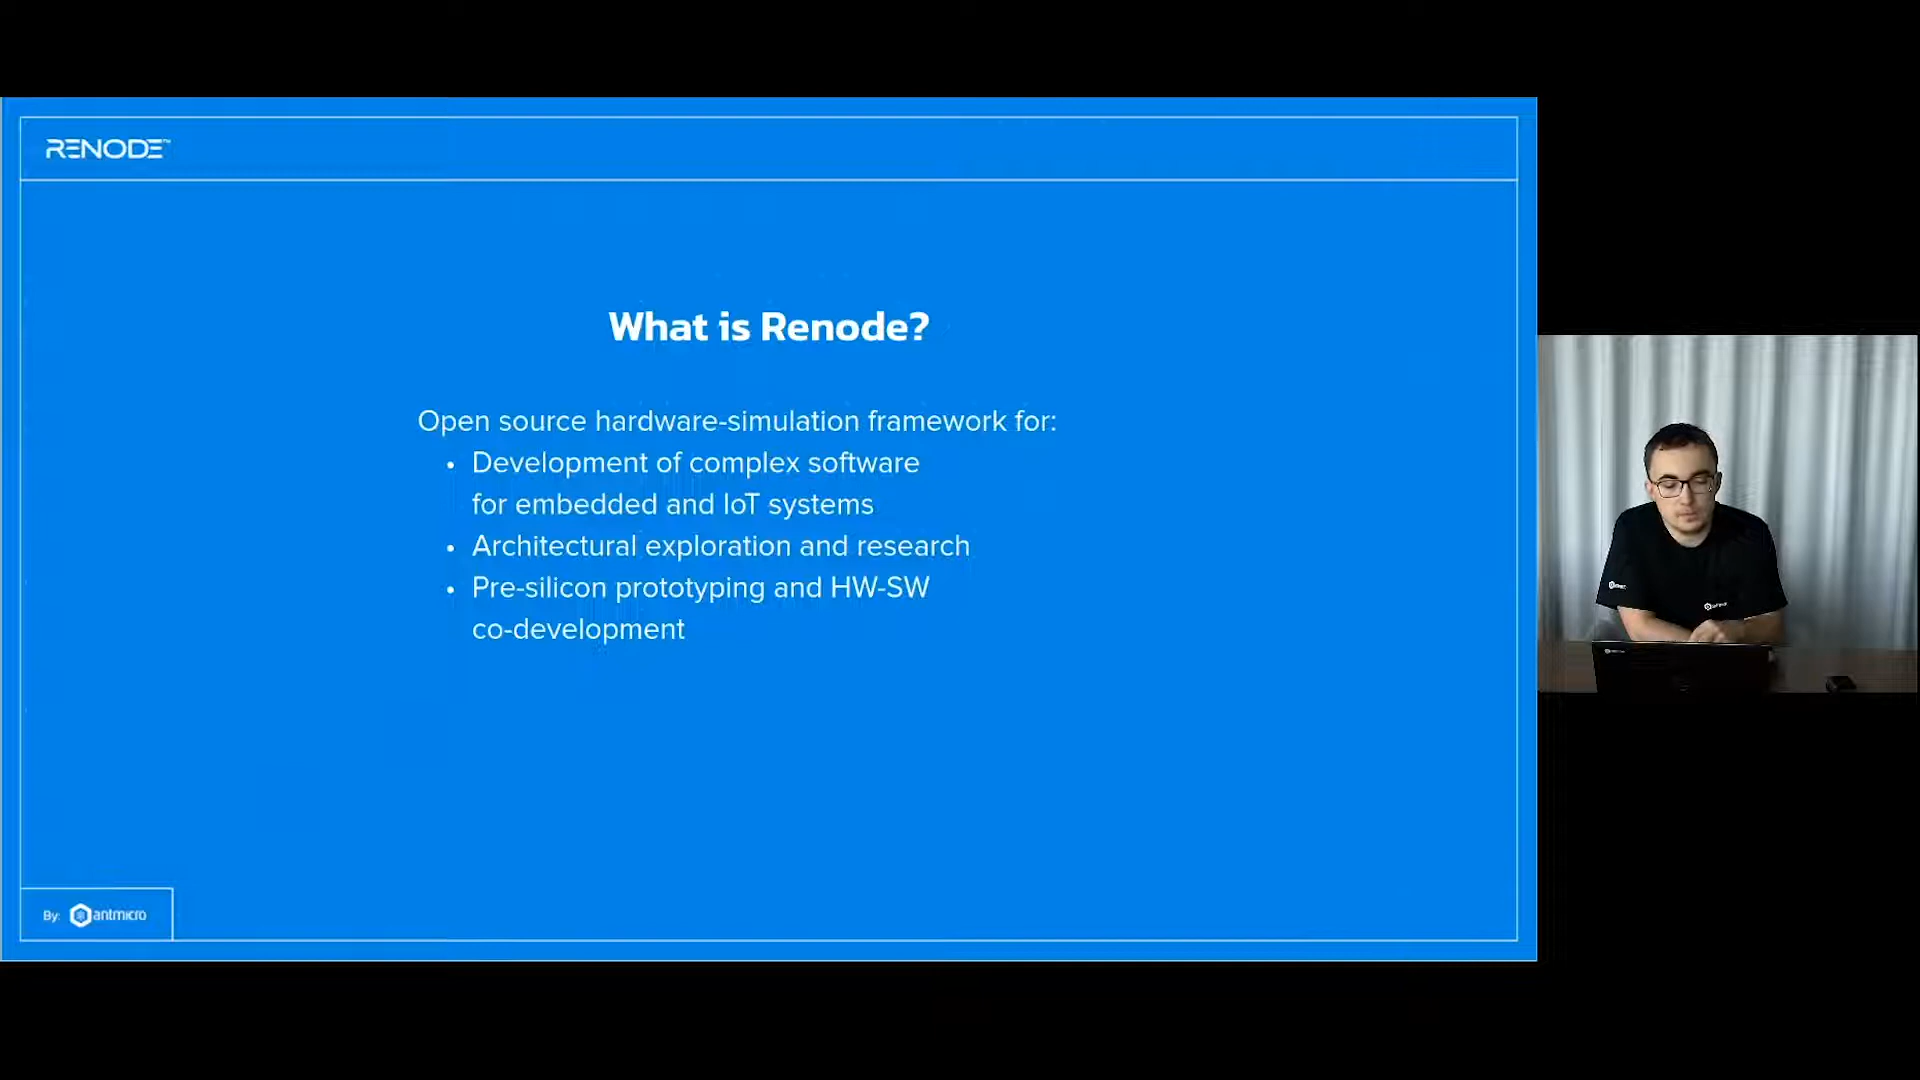 RENODE™
What is Renode?
Open source hardware-simulation framework for:
• Development of complex software
for embedded and IoT systems
• Architectural exploration and research
• Pre-silicon prototyping and HW-SW
co-development
By: antmicro